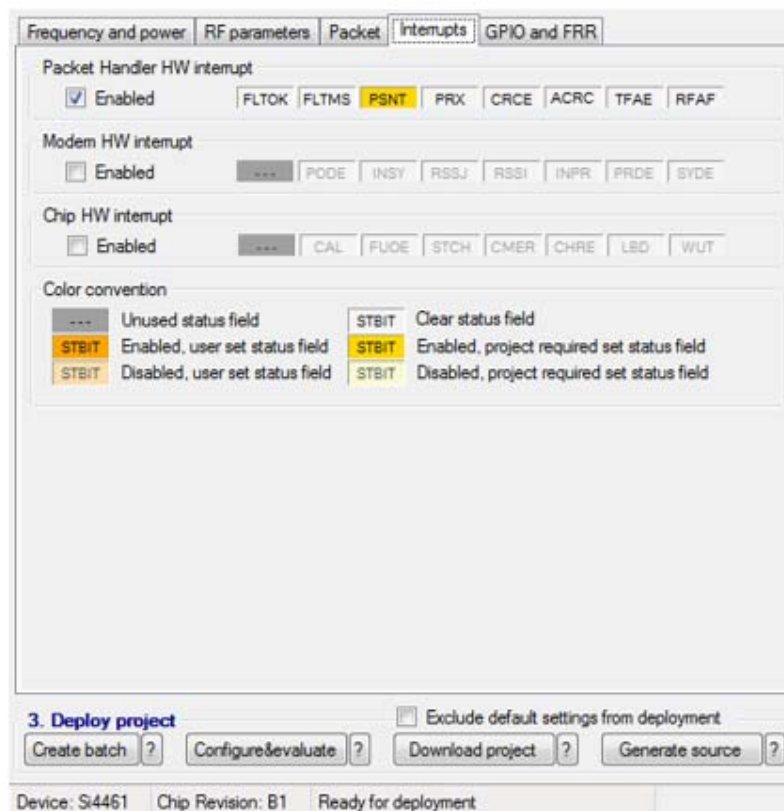 Frequency and power RF parameters Packet Interrupts GPIO and FRR
Packet Handler HW interrupt
Enabled FLTOK FLTMS PSNT PRX CRCE ACRC TFAE RFAF
Modem HW interrupt
Enabled --- PODE INSY RSSJ RSSI INPR PRDE SYDE
Chip HW interrupt
Enabled --- CAL FUOE STCH CMER CHRE LBD WUT
Color convention
--- Unused status field STBIT Clear status field
STBIT Enabled, user set status field STBIT Enabled, project required set status field
STBIT Disabled, user set status field STBIT Disabled, project required set status field
3. Deploy project Exclude default settings from deployment
Create batch ? Configure&evaluate ? Download project ? Generate source ?
Device: Si4461 Chip Revision: B1 Ready for deployment